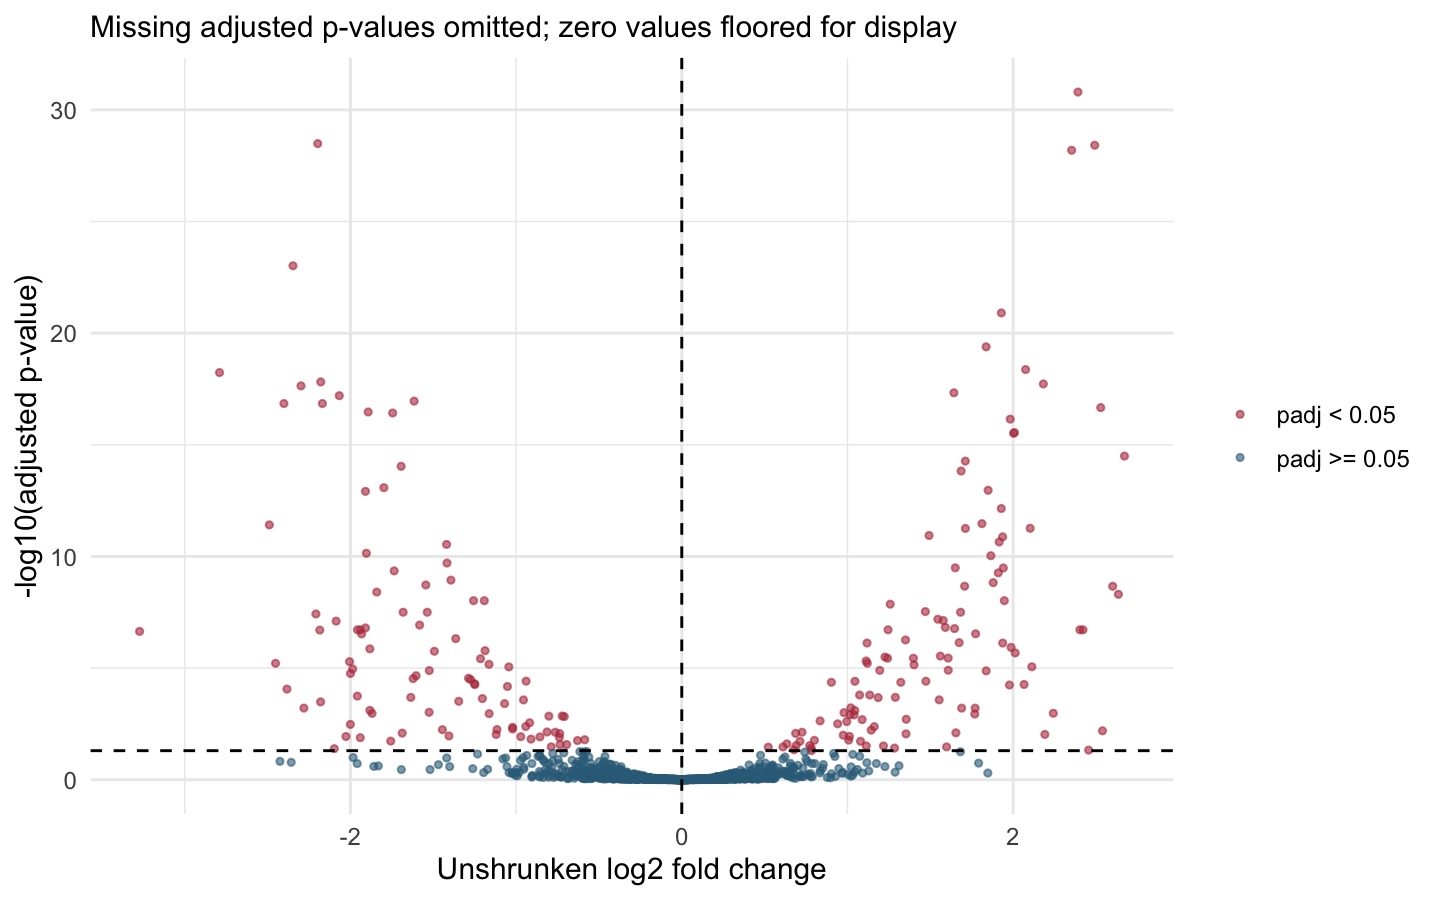 Missing adjusted p-values omitted; zero values floored for display
30
20
10
0
-log10(adjusted p-value)
-2
0
2
Unshrunken log2 fold change
padj < 0.05
padj >= 0.05